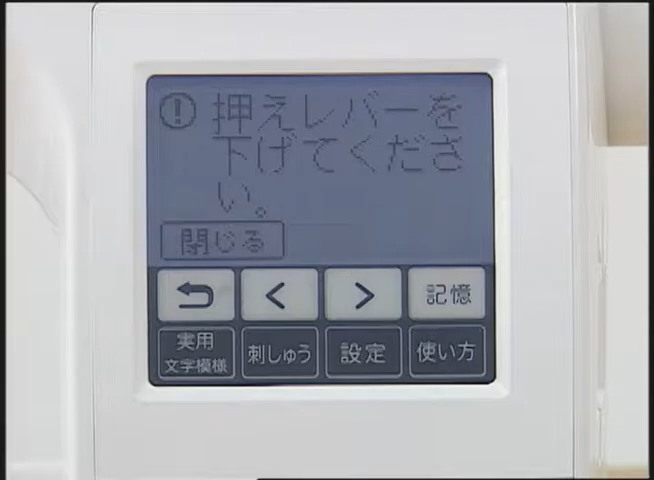 押えレバーを
下げてくださ
い。
閉じる
記憶
実用
文字模様
刺しゅう
設定
使い方